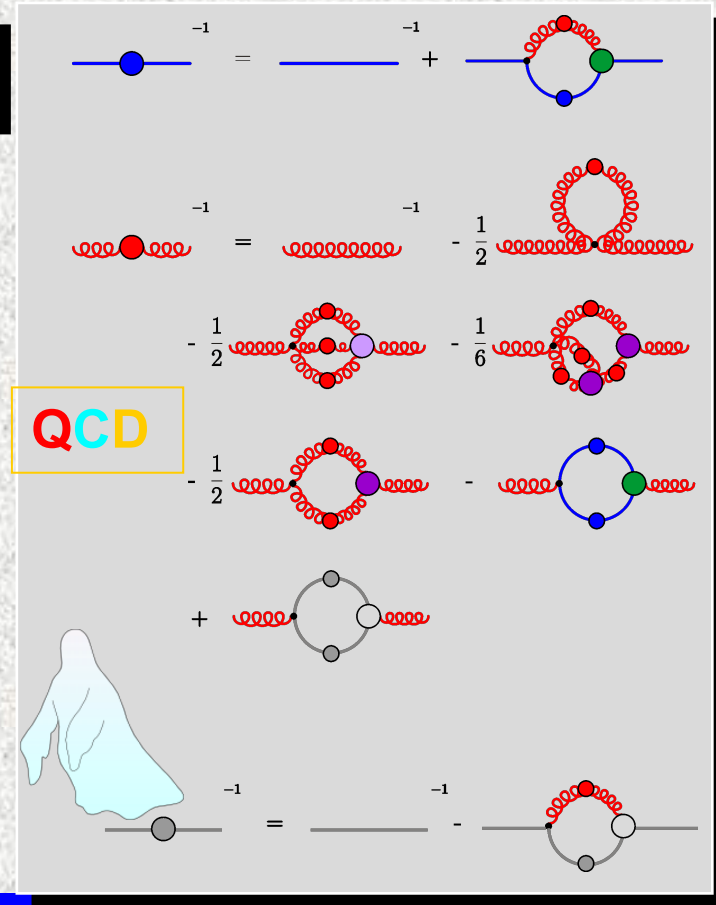 -1 = -1 +
-1 = -1 - 1/2
- 1/2 - 1/6
QCD
- 1/2 -
+
-1 = -1 -